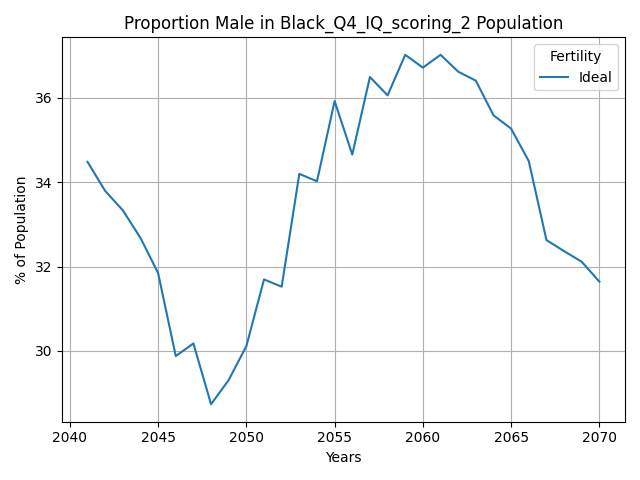 Proportion Male in Black_Q4_IQ_scoring_2 Population
Fertility
Ideal
% of Population
36
34
32
30
2040
2045
2050
2055
2060
2065
2070
Years